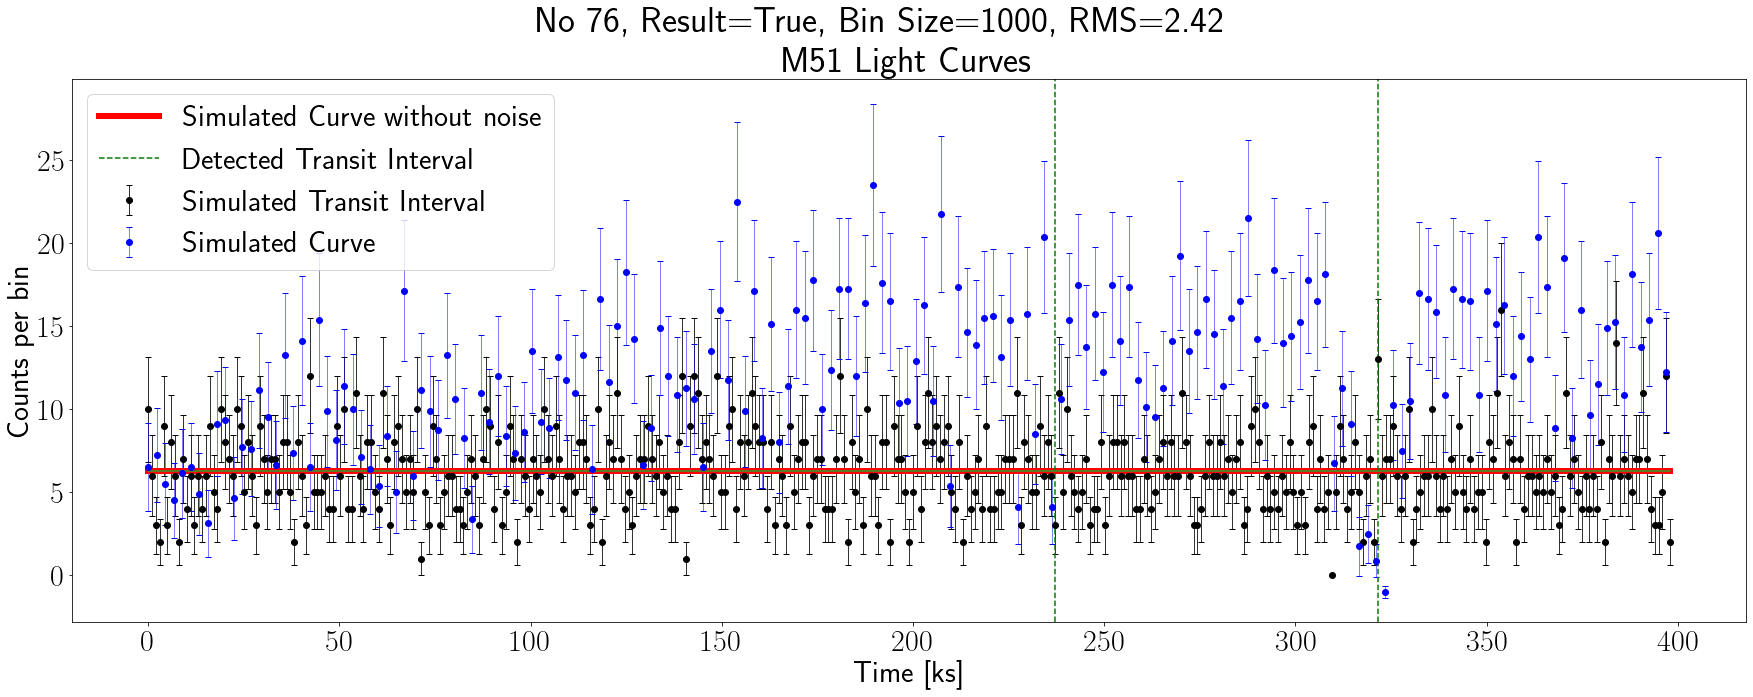 No 76, Result=True, Bin Size=1000, RMS=2.42
M51 Light Curves
Simulated Curve without noise
Detected Transit Interval
Simulated Transit Interval
Simulated Curve
Counts per bin
25
20
15
10
5
0
0 50 100 150 200 250 300 350 400
Time [ks]